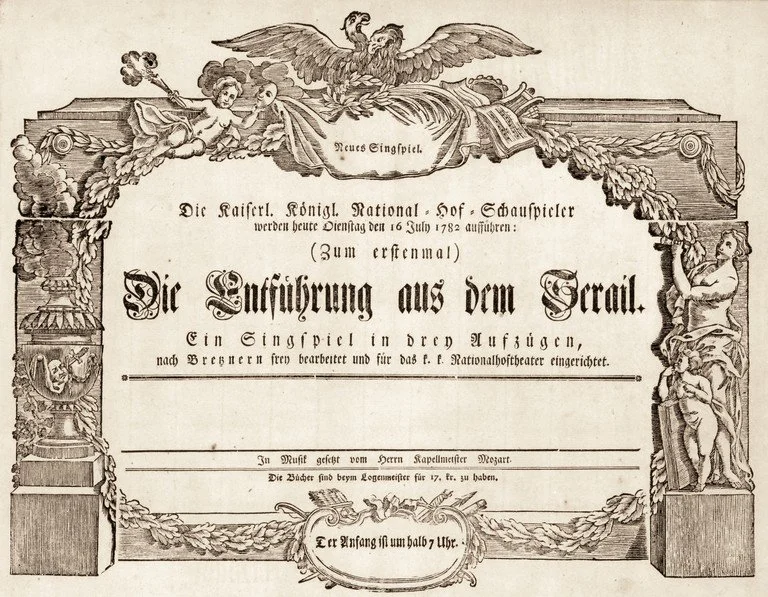 Neues Singspiel.
Die Kaiserl. Königl. National-Hof-Schauspieler
werden heute Dienstag den 16 July 1782 aufführen:
(Zum erstenmal)
Die Entführung aus dem Serail.
Ein Singspiel in drey Aufzügen,
nach Bretznern frey bearbeitet und für das k. k. Nationalhoftheater eingerichtet.
In Musik gesetzt vom Herrn Kapellmeister Mozart.
Die Bücher sind beym Logenmeister für 17. kr. zu haben.
Der Anfang ist um halb 7 Uhr.